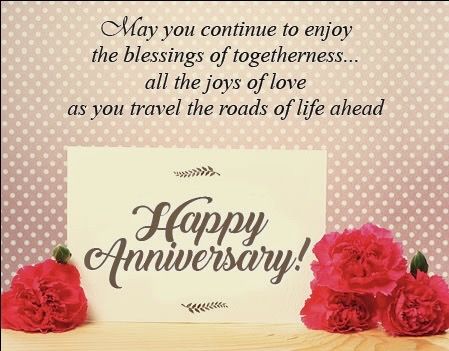 May you continue to enjoy
the blessings of togetherness...
all the joys of love
as you travel the roads of life ahead
Happy
Anniversary!